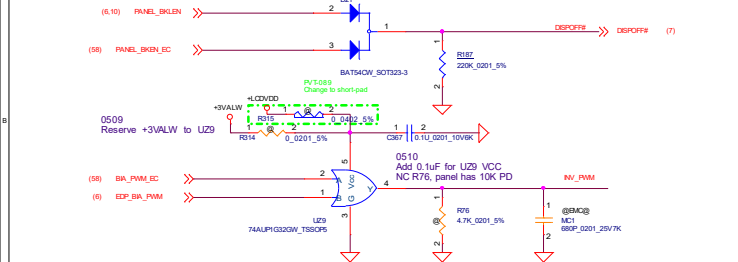 (6,10) PANEL_BKLEN
2
1
DISPOFF#
DISPOFF# (7)
(58) PANEL_BKEN_EC
3
BAT54CW_SOT323-3
1
R187
220K_0201_5%
2
PVT-089
Change to short-pad
+LCDVDD
+3VALW
R315
1 @ 2
0_0402_5%
R314
1 @ 2
0_0201_5%
C367
1 2
0.1U_0201_10V6K
B
0509
Reserve +3VALW to UZ9
0510
Add 0.1uF for UZ9 VCC
NC R76, panel has 10K PD
(58) BIA_PWM_EC
2
(6) EDP_BIA_PWM
1
5
A
B
Vcc
G
Y
4
3
UZ9
74AUP1G32GW_TSSOP5
INV_PWM
1
R76
@
4.7K_0201_5%
2
1
@EMC@
MC1
680P_0201_25V7K
2